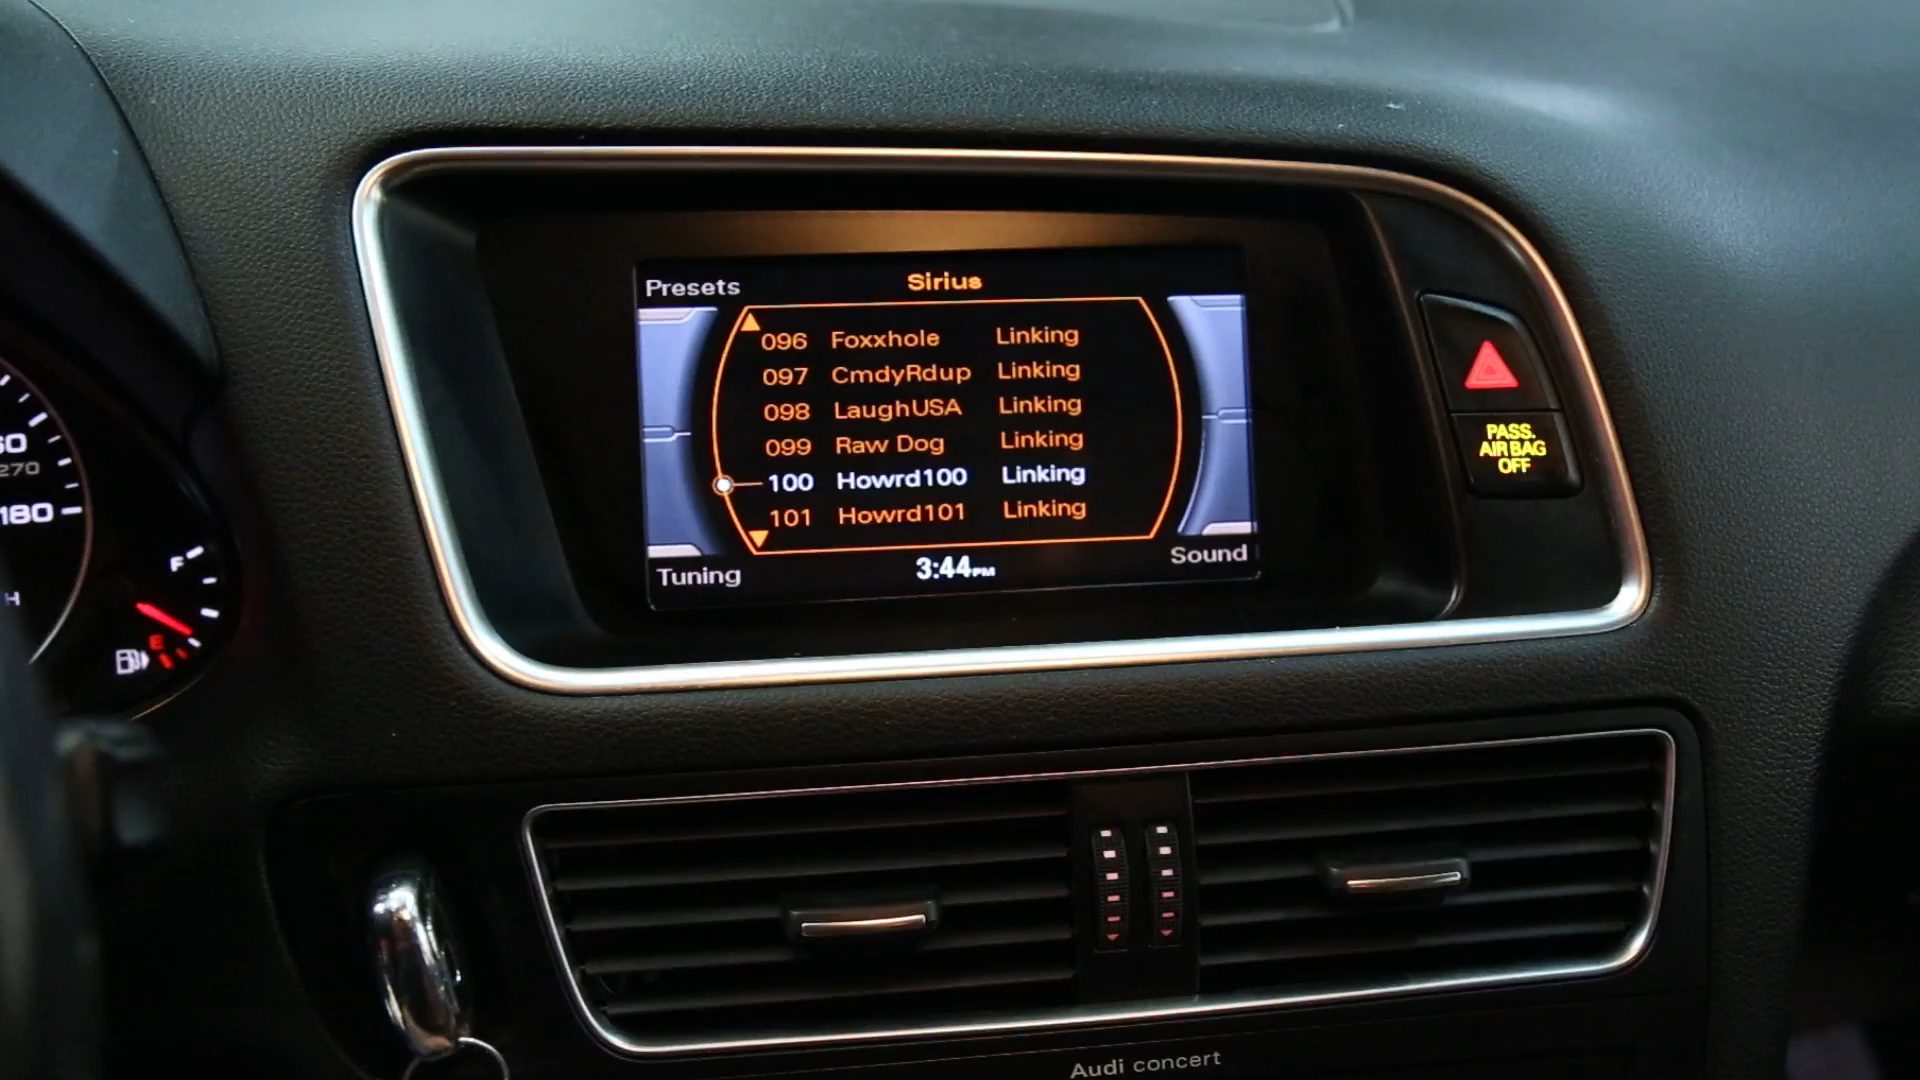 Presets
Sirius
096 Foxxhole Linking
097 CmdyRdup Linking
098 LaughUSA Linking
099 Raw Dog Linking
100 Howrd100 Linking
101 Howrd101 Linking
Tuning
3:44PM
Sound
PASS.
AIR BAG
OFF
270
180
F
E
H
Audi concert